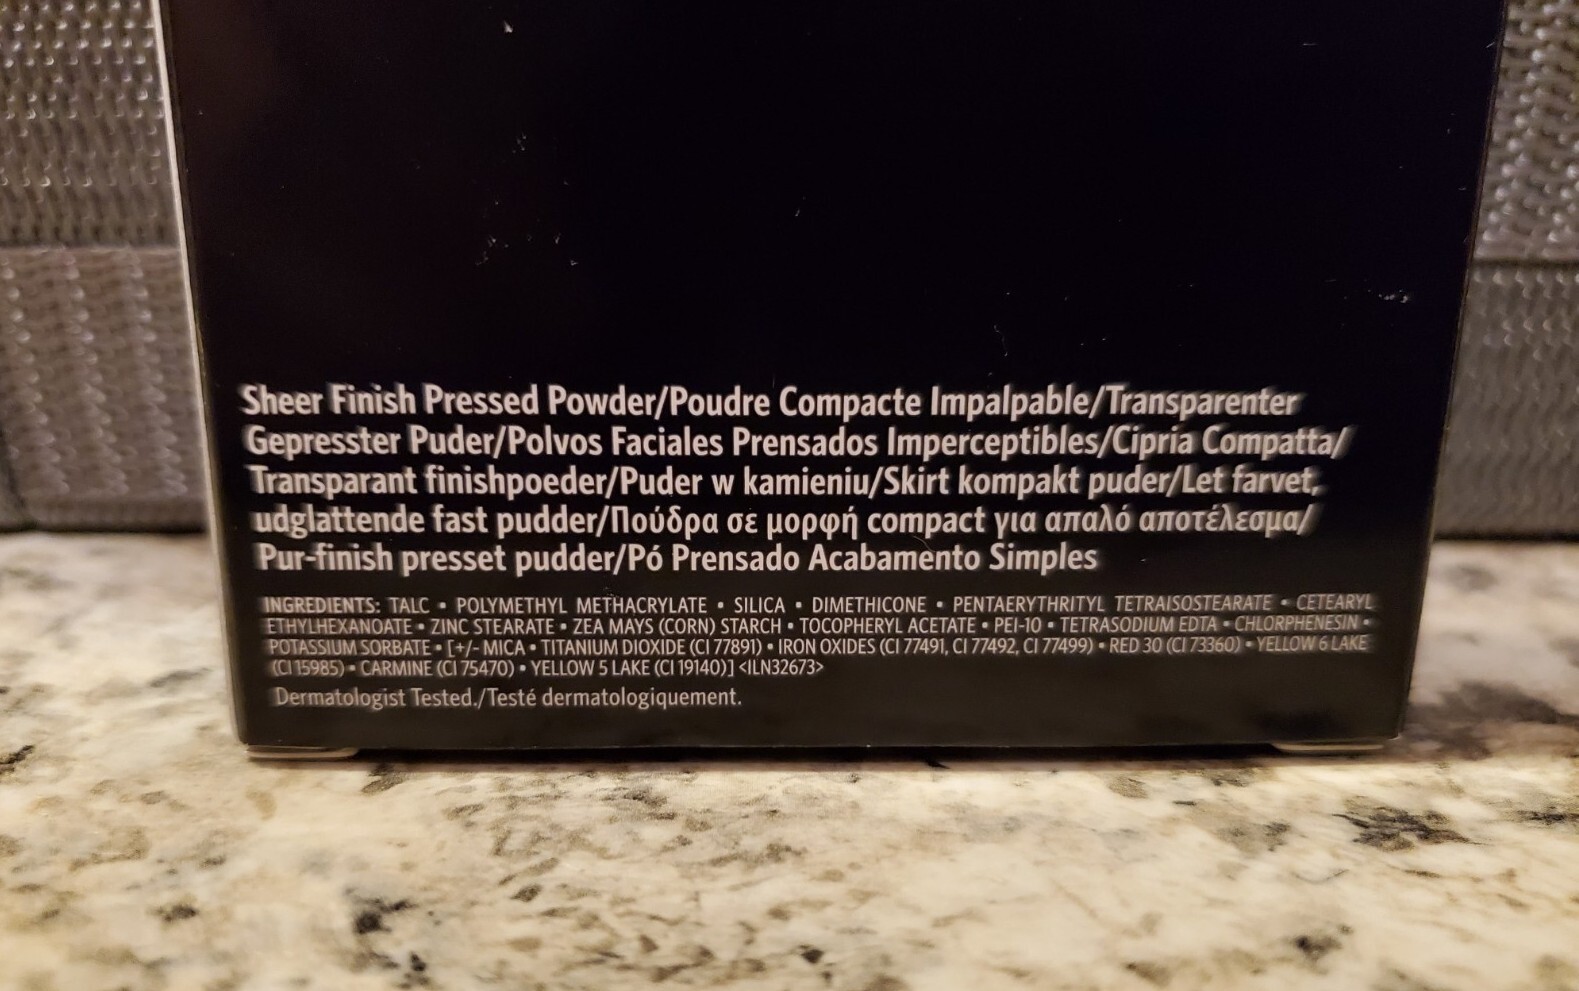 Sheer Finish Pressed Powder/Poudre Compacte Impalpable/Transparenter
Gepresster Puder/Polvos Faciales Prensados Imperceptibles/Cipria Compatta/
Transparant finishpoeder/Puder w kamieniu/Skirt kompakt puder/Let farvet,
udglattende fast pudder/Πούδρα σε μορφή compact για απαλό αποτέλεσμα/
Pur-finish presset pudder/Pó Prensado Acabamento Simples
INGREDIENTS: TALC • POLYMETHYL METHACRYLATE • SILICA • DIMETHICONE • PENTAERYTHRITYL TETRAISOSTEARATE • CETEARYL
ETHYLHEXANOATE • ZINC STEARATE • ZEA MAYS (CORN) STARCH • TOCOPHERYL ACETATE • PEI-10 • TETRASODIUM EDTA • CHLORPHENESIN •
POTASSIUM SORBATE • [+/- MICA • TITANIUM DIOXIDE (CI 77891) • IRON OXIDES (CI 77491, CI 77492, CI 77499) • RED 30 (CI 73360) • YELLOW 6 LAKE
(CI 15985) • CARMINE (CI 75470) • YELLOW 5 LAKE (CI 19140)] <ILN32673>
Dermatologist Tested./Testé dermatologiquement.